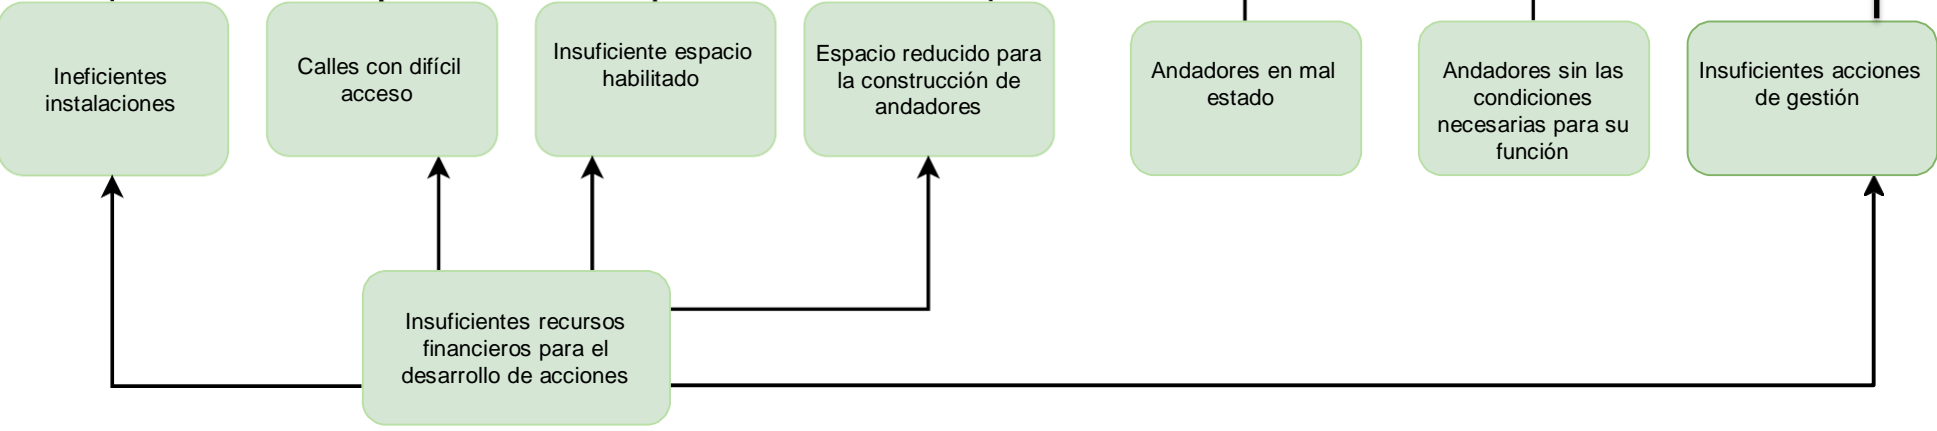 Ineficientes
instalaciones
Calles con difícil
acceso
Insuficiente espacio
habilitado
Espacio reducido para
la construcción de
andadores
Andadores en mal
estado
Andadores sin las
condiciones
necesarias para su
función
Insuficientes acciones
de gestión
Insuficientes recursos
financieros para el
desarrollo de acciones